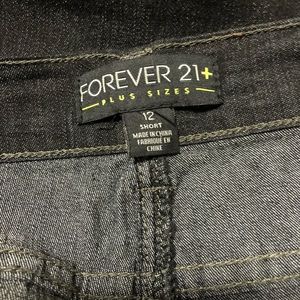 FOREVER 21+
PLUS SIZES
12
SHORT
MADE IN CHINA
FABRIQUÉ EN
CHINE